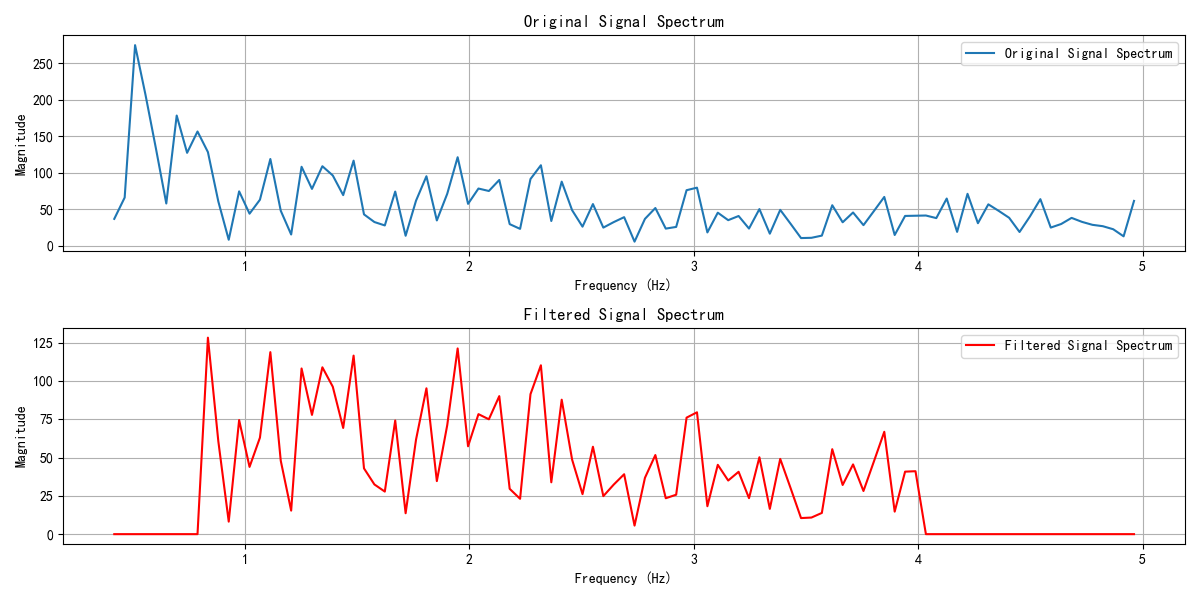 Original Signal Spectrum
Original Signal Spectrum
Magnitude
250
200
150
100
50
0
1
2
3
4
5
Frequency (Hz)
Filtered Signal Spectrum
Filtered Signal Spectrum
Magnitude
125
100
75
50
25
0
1
2
3
4
5
Frequency (Hz)